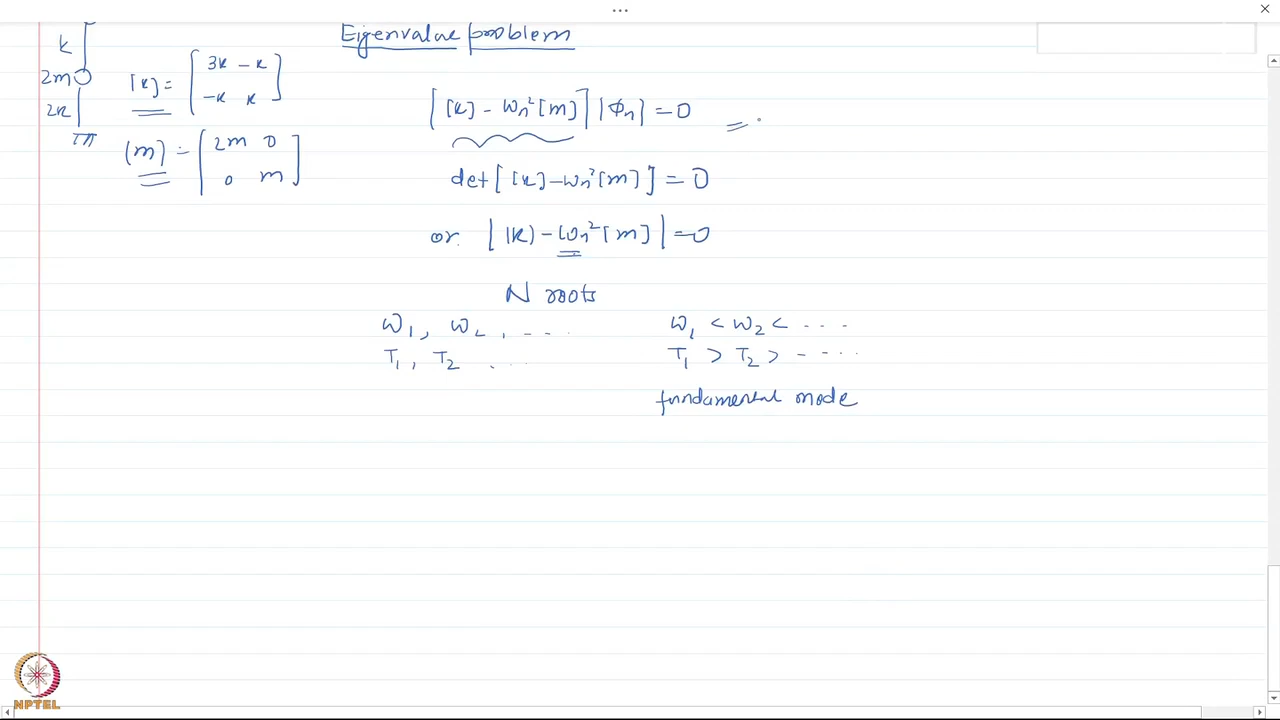 Eigenvalue problem
k
2m
2k
[k] = [3k -k
-k k]
(m) = [2m 0
0 m]
[[k] - ωn²[m]] |ϕn| = 0
det[[k] - ωn²[m]] = 0
or |[k) - ωn²[m]| = 0
N roots
ω1, ω2, ....
T1, T2 ....
ω1 < ω2 < ....
T1 > T2 > .....
fundamental mode
NPTEL